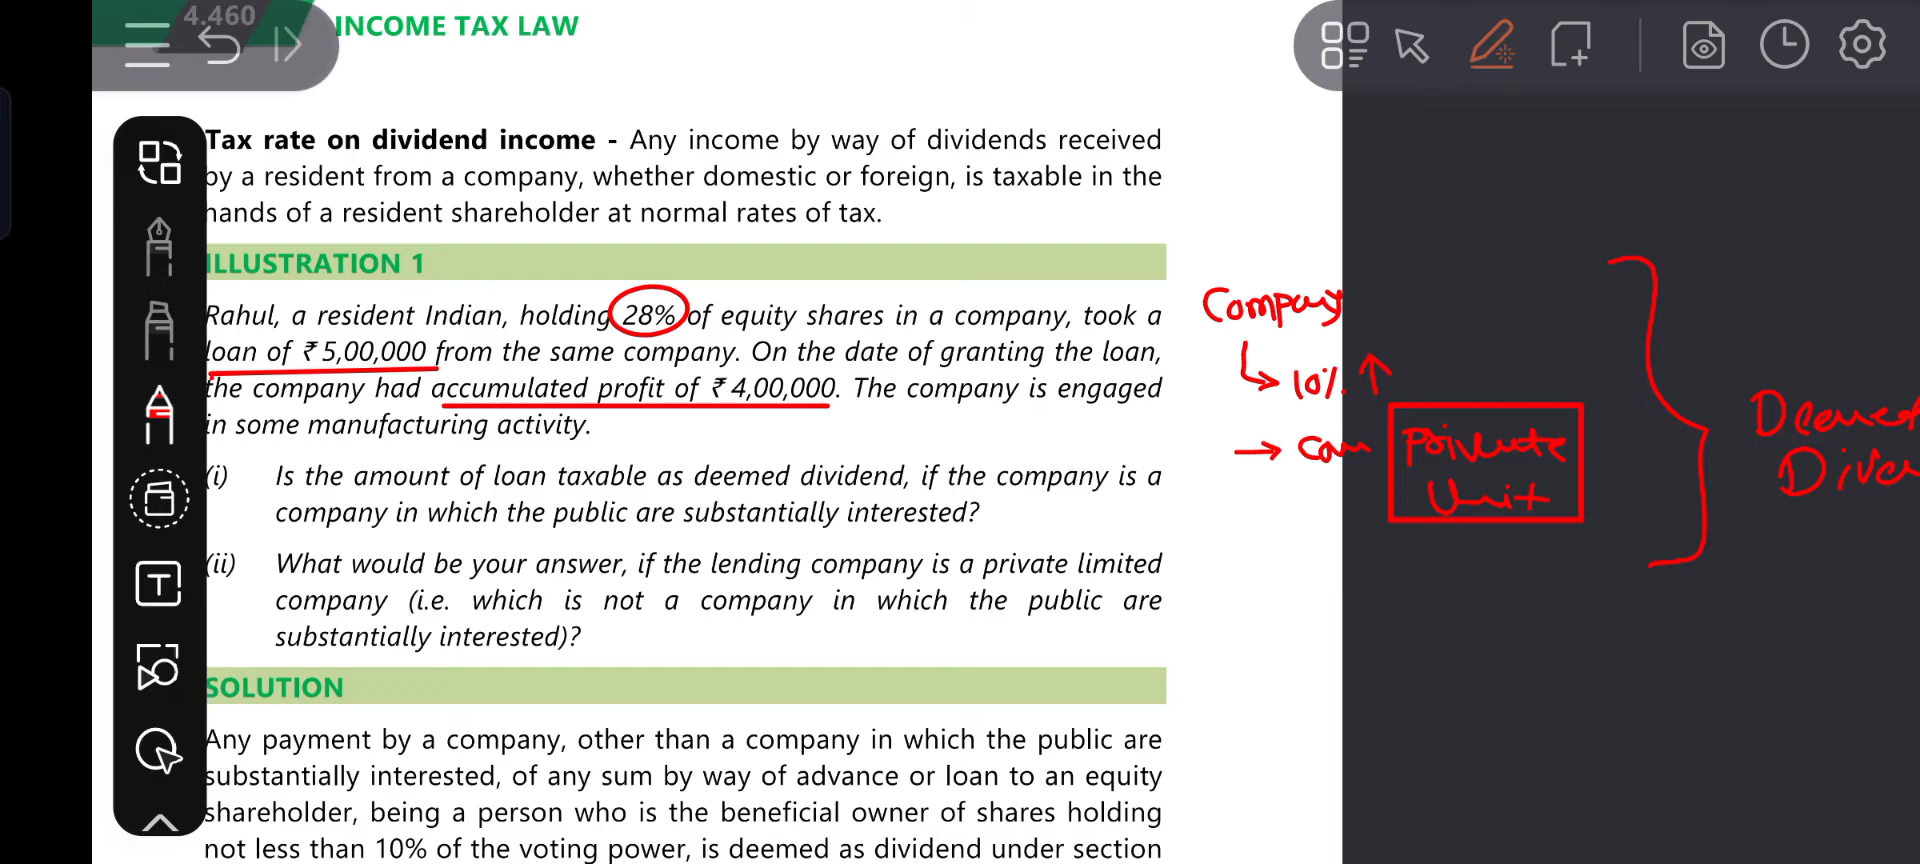 4.460
INCOME TAX LAW
Tax rate on dividend income - Any income by way of dividends received
by a resident from a company, whether domestic or foreign, is taxable in the
hands of a resident shareholder at normal rates of tax.
ILLUSTRATION 1
Rahul, a resident Indian, holding 28% of equity shares in a company, took a
loan of ₹ 5,00,000 from the same company. On the date of granting the loan,
the company had accumulated profit of ₹ 4,00,000. The company is engaged
in some manufacturing activity.
(i) Is the amount of loan taxable as deemed dividend, if the company is a
company in which the public are substantially interested?
(ii) What would be your answer, if the lending company is a private limited
company (i.e. which is not a company in which the public are
substantially interested)?
SOLUTION
Any payment by a company, other than a company in which the public are
substantially interested, of any sum by way of advance or loan to an equity
shareholder, being a person who is the beneficial owner of shares holding
not less than 10% of the voting power, is deemed as dividend under section
Company
10% ↑
→ Com
Private
Unit
Deemed
T